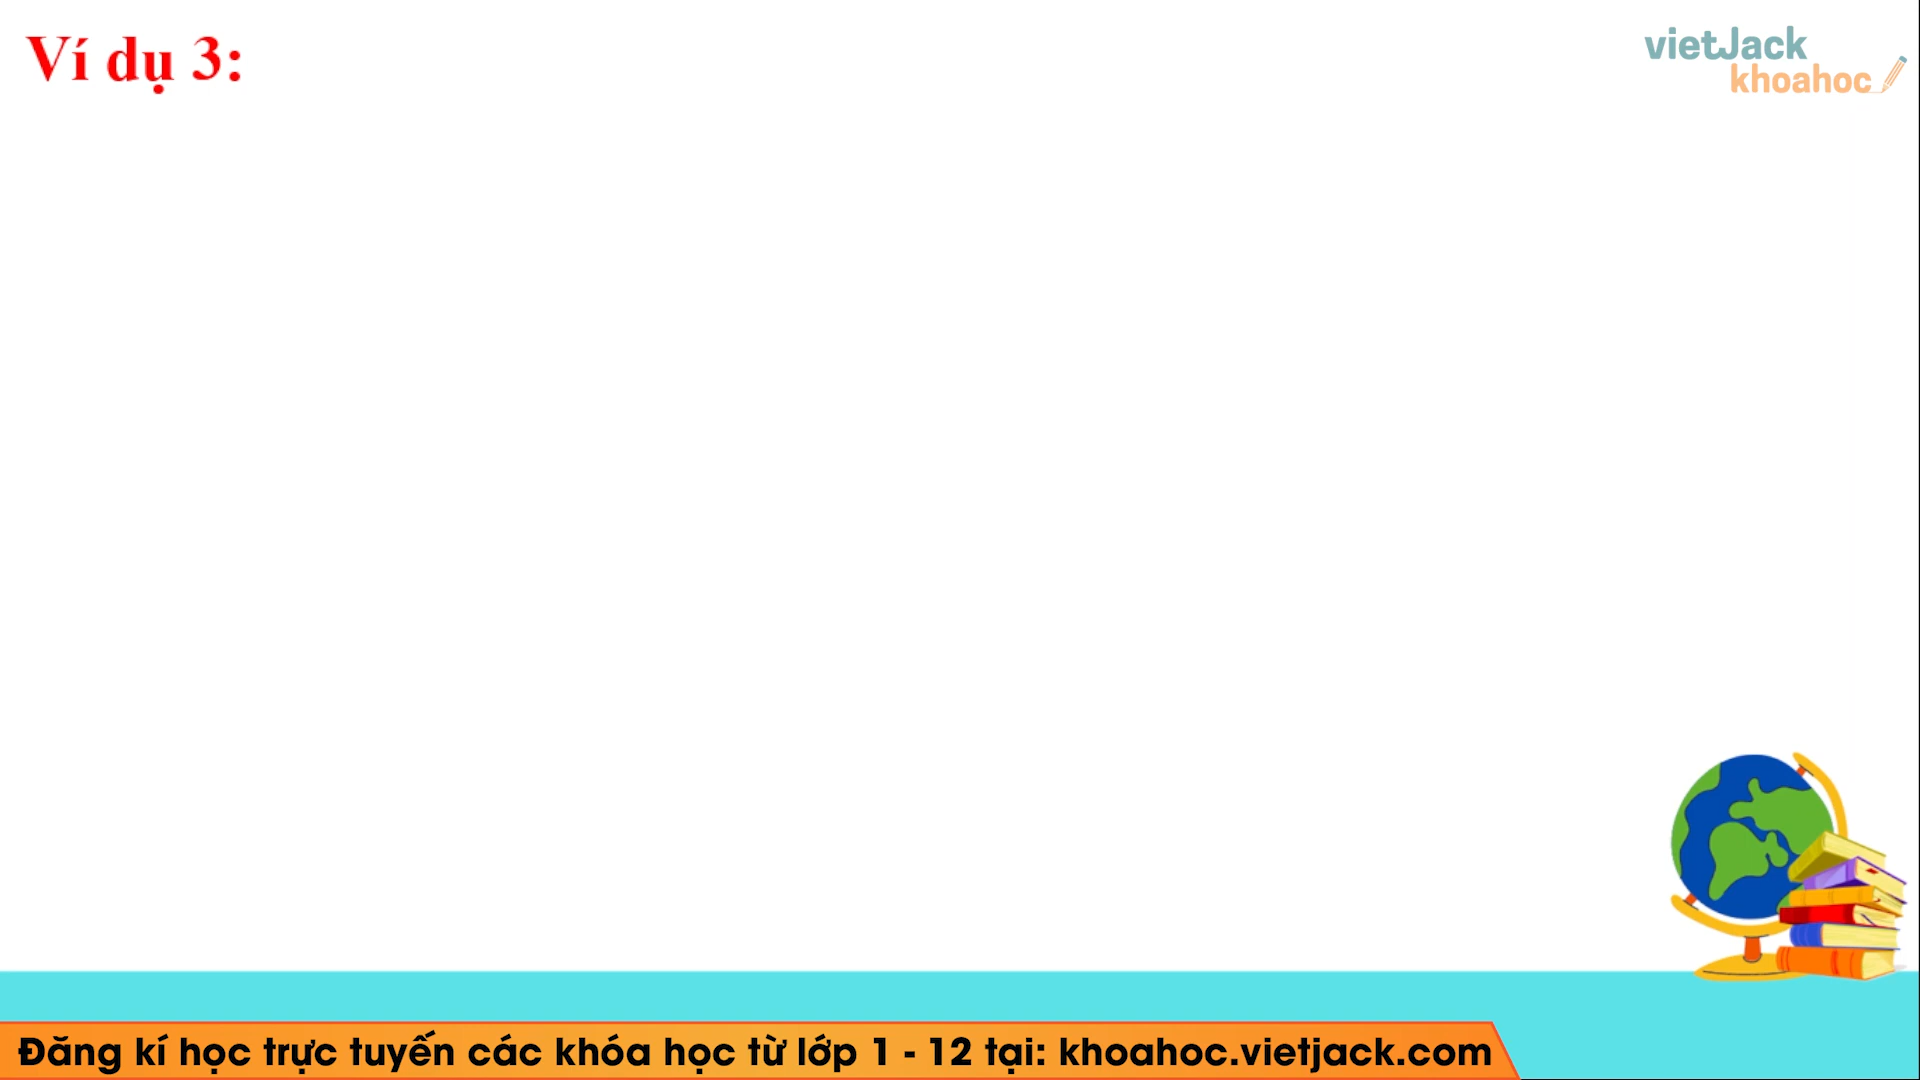 Ví dụ 3:
vietJack
khoahoc
Đăng kí học trực tuyến các khóa học từ lớp 1 - 12 tại: khoahoc.vietjack.com